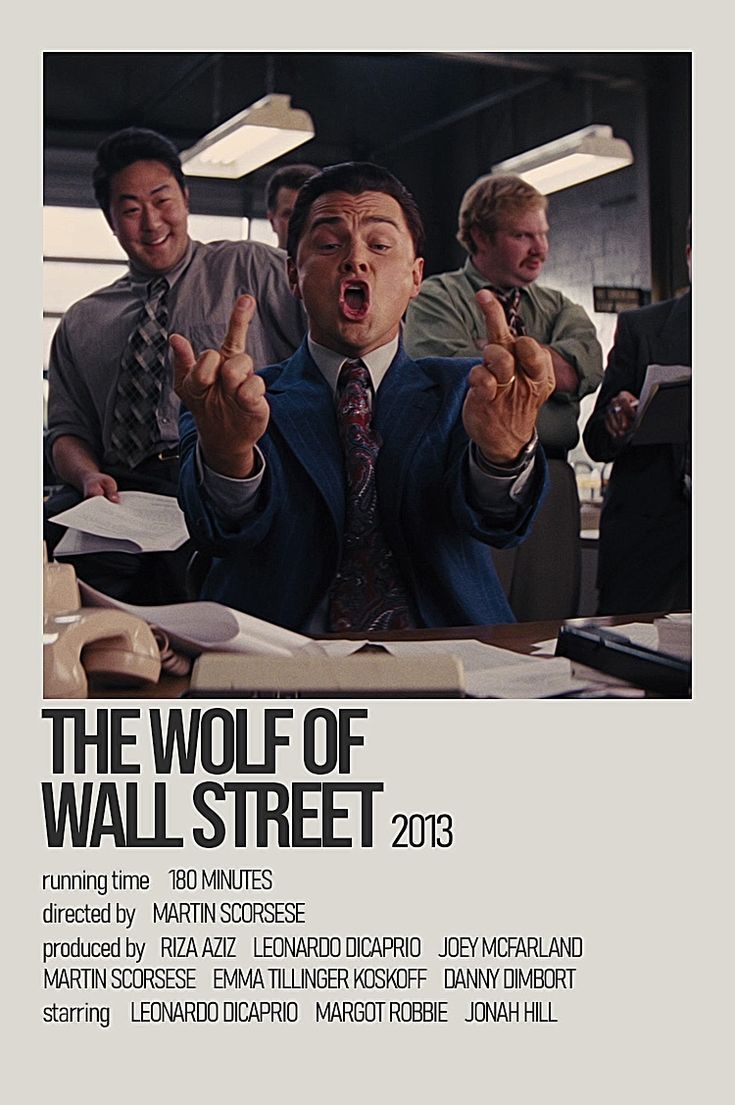 THE WOLF OF
WALL STREET 2013
running time 180 MINUTES
directed by MARTIN SCORSESE
produced by RIZA AZIZ LEONARDO DICAPRIO JOEY MCFARLAND
MARTIN SCORSESE EMMA TILLINGER KOSKOFF DANNY DIMBORT
starring LEONARDO DICAPRIO MARGOT ROBBIE JONAH HILL